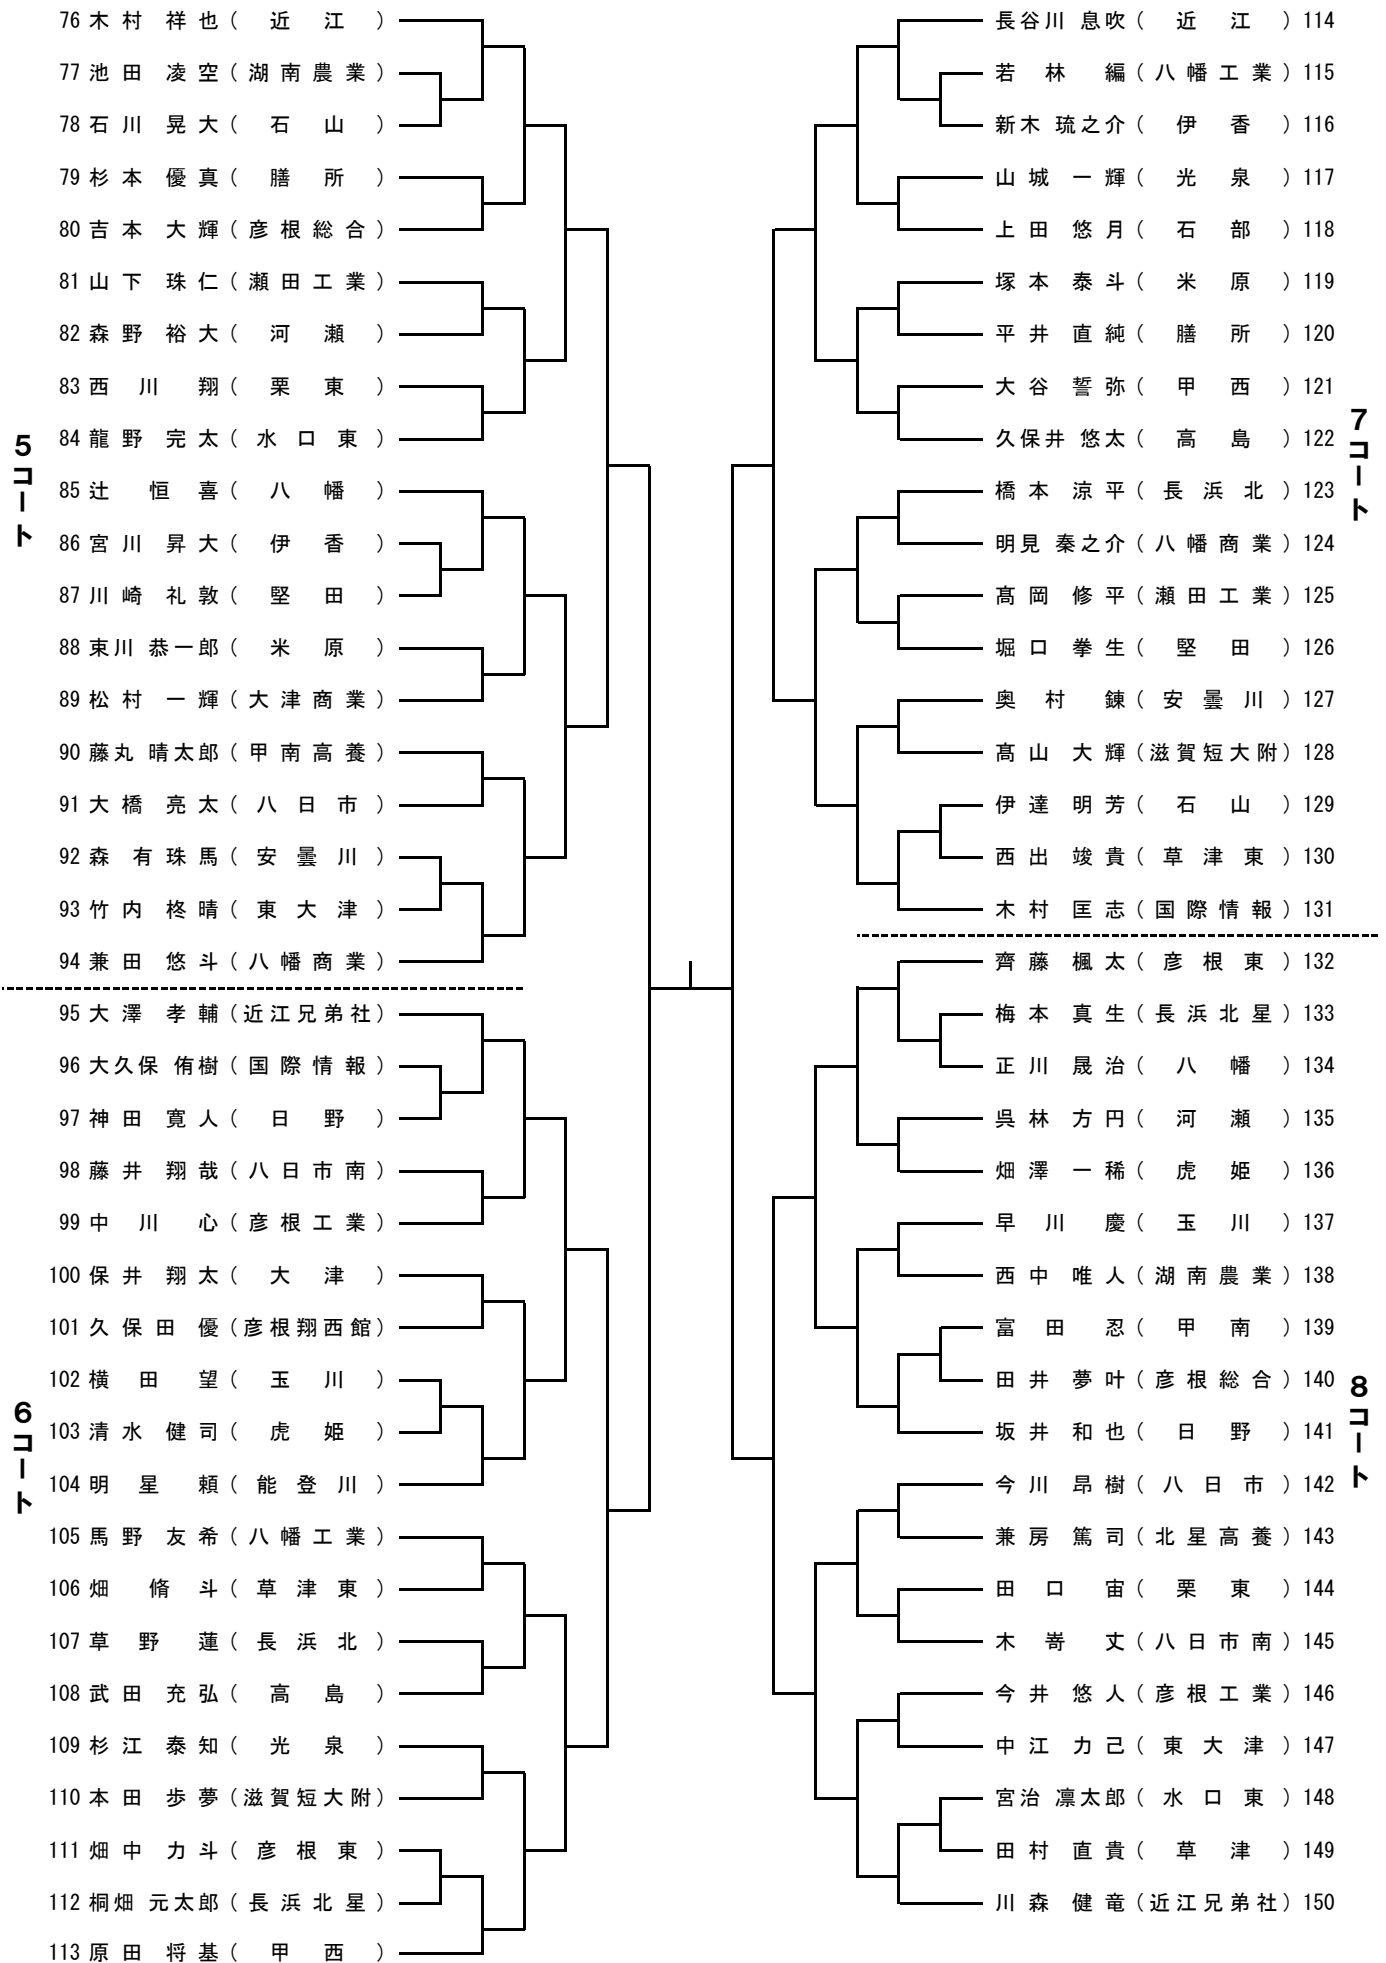 76 木村 祥也 ( 近江 )
77 池田 凌空 ( 湖南農業 )
78 石川 晃大 ( 石山 )
79 杉本 優真 ( 膳所 )
80 吉本 大輝 ( 彦根総合 )
81 山下 珠仁 ( 瀬田工業 )
82 森野 裕大 ( 河瀬 )
83 西川 翔 ( 栗東 )
84 龍野 完太 ( 水口東 )
5コート
85 辻 恒喜 ( 八幡 )
86 宮川 昇大 ( 伊香 )
87 川崎 礼敦 ( 堅田 )
88 束川 恭一郎 ( 米原 )
89 松村 一輝 ( 大津商業 )
90 藤丸 晴太郎 ( 甲南高養 )
91 大橋 亮太 ( 八日市 )
92 森 有珠馬 ( 安曇川 )
93 竹内 柊晴 ( 東大津 )
94 兼田 悠斗 ( 八幡商業 )
95 大澤 孝輔 ( 近江兄弟社 )
96 大久保 侑樹 ( 国際情報 )
97 神田 寛人 ( 日野 )
98 藤井 翔哉 ( 八日市南 )
99 中川 心 ( 彦根工業 )
100 保井 翔太 ( 大津 )
101 久保田 優 ( 彦根翔西館 )
102 横田 望 ( 玉川 )
103 清水 健司 ( 虎姫 )
6コート
104 明星 頼 ( 能登川 )
105 馬野 友希 ( 八幡工業 )
106 畑 脩斗 ( 草津東 )
107 草野 蓮 ( 長浜北 )
108 武田 充弘 ( 高島 )
109 杉江 泰知 ( 光泉 )
110 本田 歩夢 ( 滋賀短大附 )
111 畑中 力斗 ( 彦根東 )
112 桐畑 元太郎 ( 長浜北星 )
113 原田 将基 ( 甲西 )
長谷川 息吹 ( 近江 ) 114
若林 編 ( 八幡工業 ) 115
新木 琉之介 ( 伊香 ) 116
山城 一輝 ( 光泉 ) 117
上田 悠月 ( 石部 ) 118
塚本 泰斗 ( 米原 ) 119
平井 直純 ( 膳所 ) 120
大谷 誓弥 ( 甲西 ) 121
久保井 悠太 ( 高島 ) 122
7コート
橋本 涼平 ( 長浜北 ) 123
明見 秦之介 ( 八幡商業 ) 124
髙岡 修平 ( 瀬田工業 ) 125
堀口 拳生 ( 堅田 ) 126
奥村 錬 ( 安曇川 ) 127
髙山 大輝 ( 滋賀短大附 ) 128
伊達 明芳 ( 石山 ) 129
西出 竣貴 ( 草津東 ) 130
木村 匡志 ( 国際情報 ) 131
齊藤 楓太 ( 彦根東 ) 132
梅本 真生 ( 長浜北星 ) 133
正川 晟治 ( 八幡 ) 134
呉林 方円 ( 河瀬 ) 135
畑澤 一稀 ( 虎姫 ) 136
早川 慶 ( 玉川 ) 137
西中 唯人 ( 湖南農業 ) 138
富田 忍 ( 甲南 ) 139
田井 夢叶 ( 彦根総合 ) 140
坂井 和也 ( 日野 ) 141
8コート
今川 昂樹 ( 八日市 ) 142
兼房 篤司 ( 北星高養 ) 143
田口 宙 ( 栗東 ) 144
木嵜 丈 ( 八日市南 ) 145
今井 悠人 ( 彦根工業 ) 146
中江 力己 ( 東大津 ) 147
宮治 凛太郎 ( 水口東 ) 148
田村 直貴 ( 草津 ) 149
川森 健竜 ( 近江兄弟社 ) 150